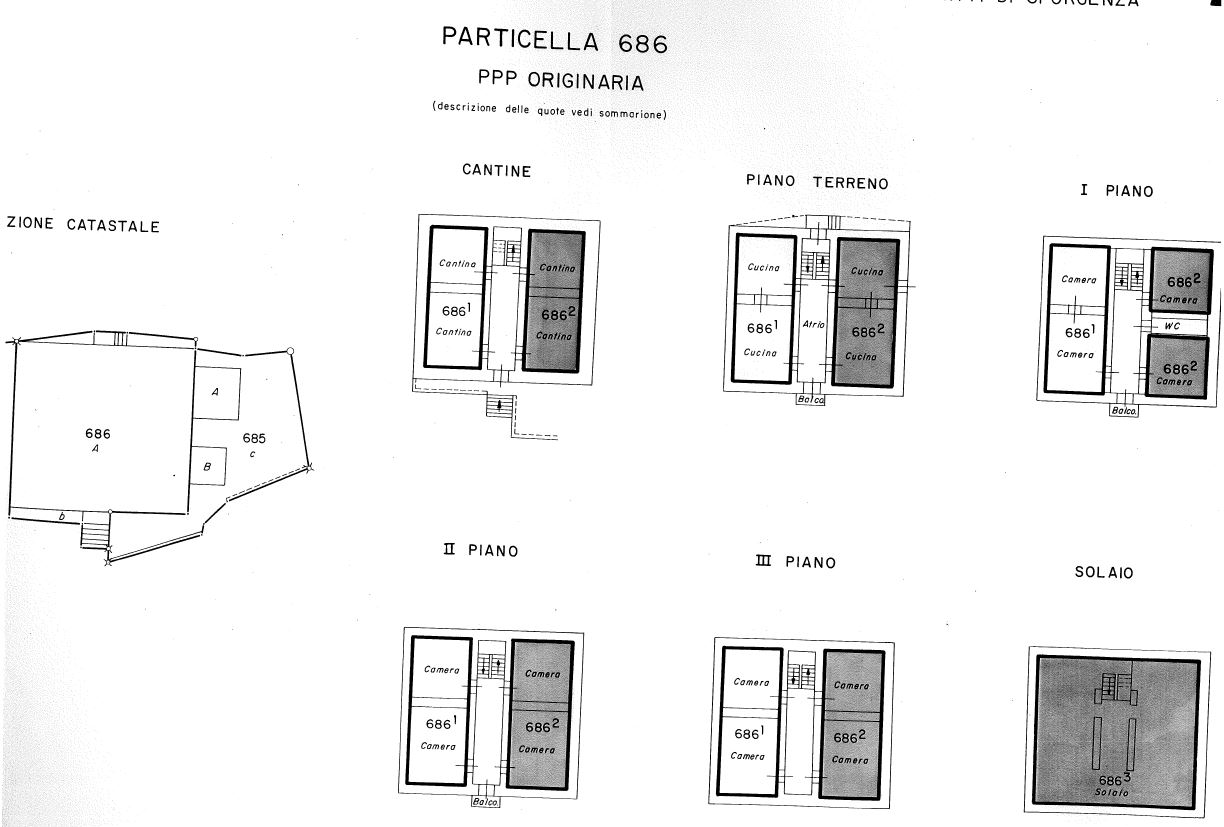 DI SPORGENZA
PARTICELLA 686
PPP ORIGINARIA
(descrizione delle quote vedi sommarione)
CANTINE
PIANO TERRENO
I PIANO
ZIONE CATASTALE
Cantina
686¹
Cantina
Cantina
686²
Cantina
Cucina
686¹
Cucina
Atrio
Cucina
686²
Cucina
Balco.
Camera
686¹
Camera
686²
Camera
WC
686²
Camera
Balco.
A
686
A
685
c
B
b
II PIANO
III PIANO
SOLAIO
Camera
686¹
Camera
Camera
686²
Camera
Balco.
Camera
686¹
Camera
Camera
686²
Camera
686³
Solaio